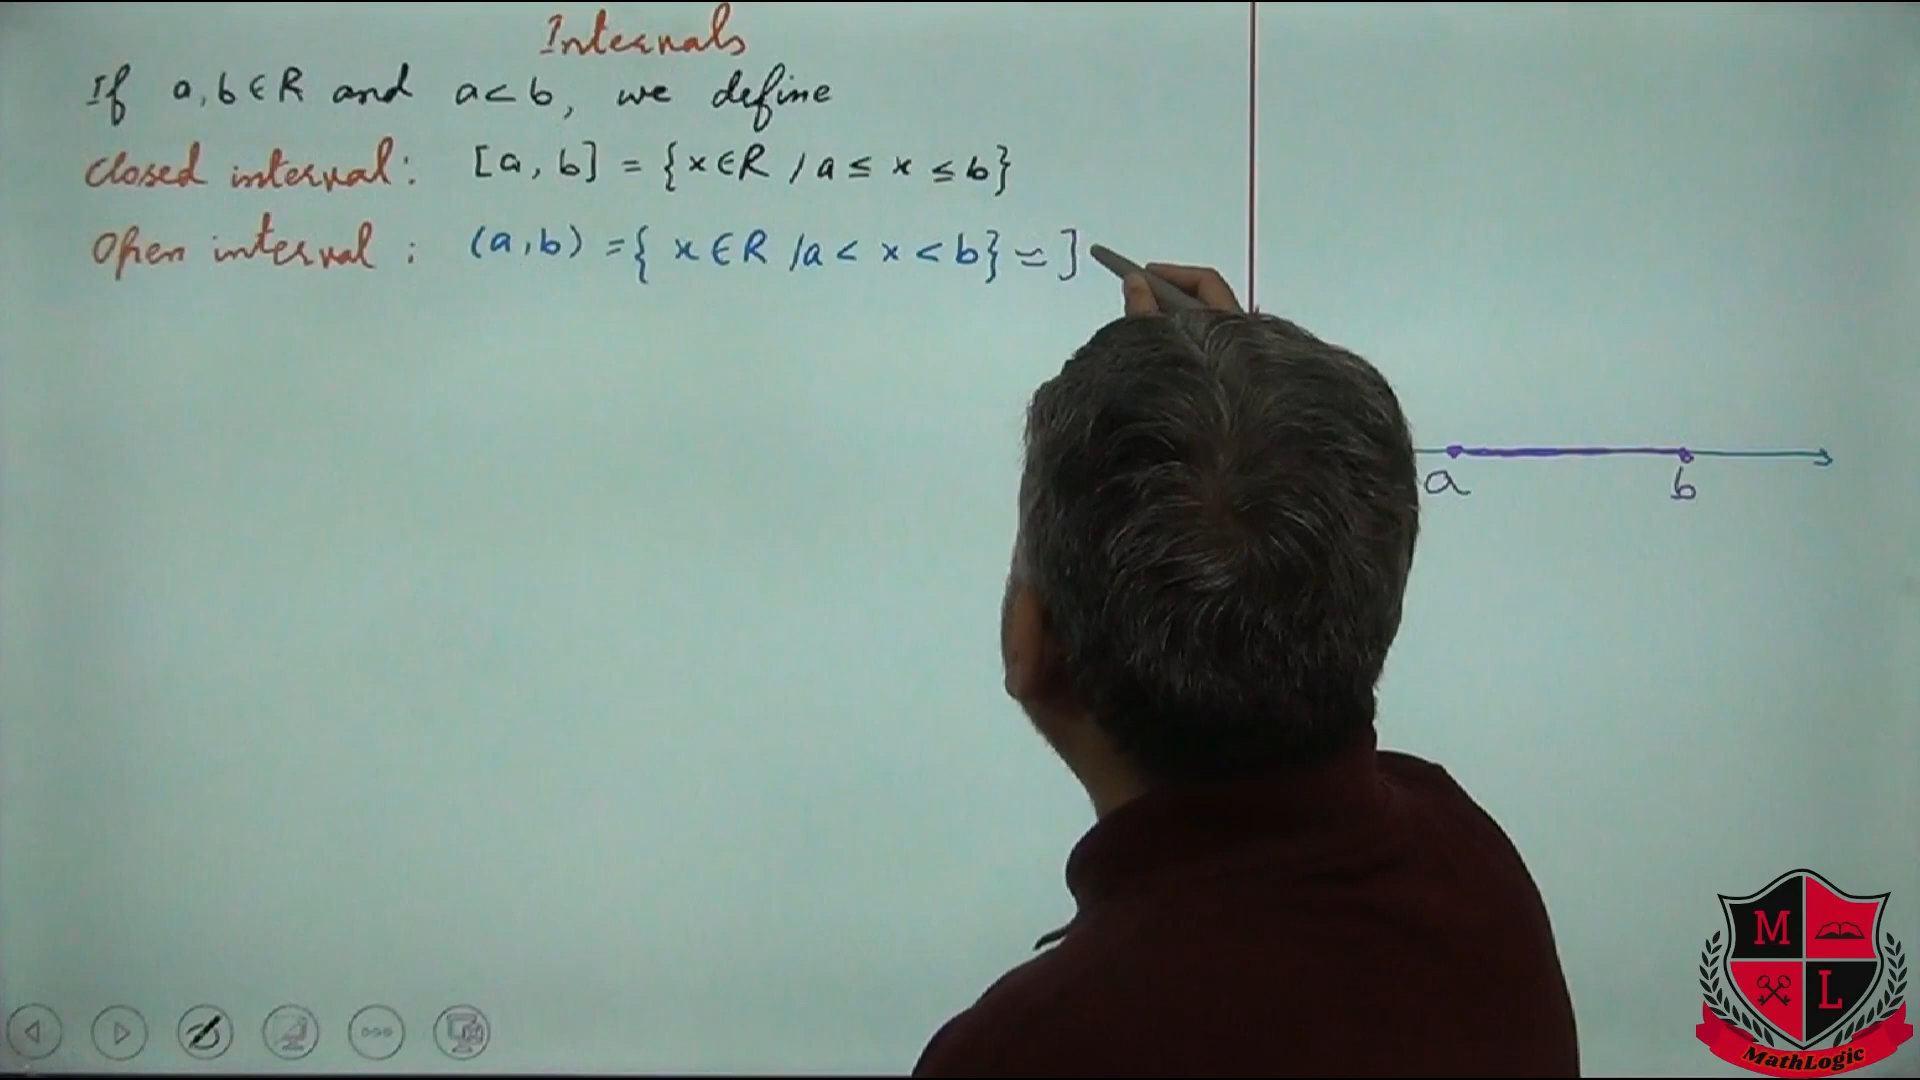 Intervals
If a, b ∈ R and a < b, we define
Closed interval: [a, b] = {x ∈ R / a ≤ x ≤ b}
Open interval : (a, b) = { x ∈ R / a < x < b} = ]
a b
M
L
MathLogic